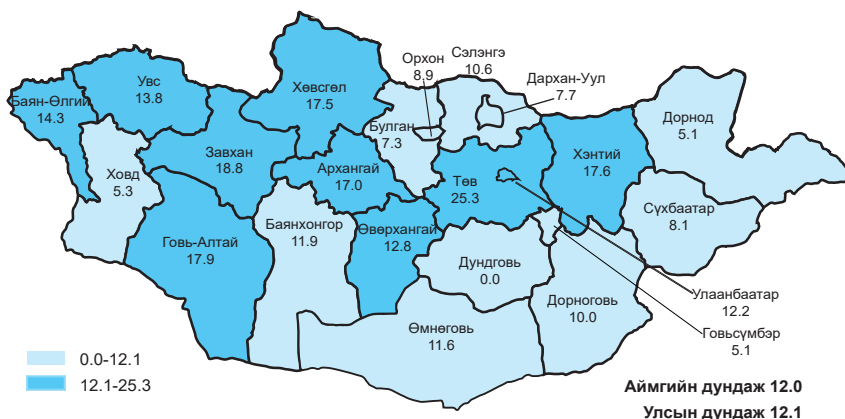 Орхон
8.9
Сэлэнгэ
10.6
Дархан-Уул
7.7
Увс
13.8
Хөвсгөл
17.5
Баян-Өлгий
14.3
Дорнод
5.1
Булган
7.3
Завхан
18.8
Хэнтий
17.6
Ховд
5.3
Архангай
17.0
Төв
25.3
Сүхбаатар
8.1
Говь-Алтай
17.9
Баянхонгор
11.9
Өвөрхангай
12.8
Дундговь
0.0
Улаанбаатар
12.2
Дорноговь
10.0
Өмнөговь
11.6
Говьсүмбэр
5.1
0.0-12.1
12.1-25.3
Аймгийн дундаж 12.0
Улсын дундаж 12.1